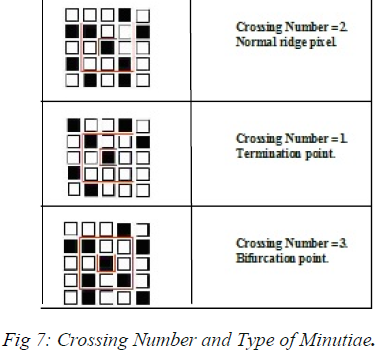 Crossing Number = 2.
Normal ridge pixel.
Crossing Number = 1.
Termination point.
Crossing Number = 3.
Bifurcation point.
Fig 7: Crossing Number and Type of Minutiae.